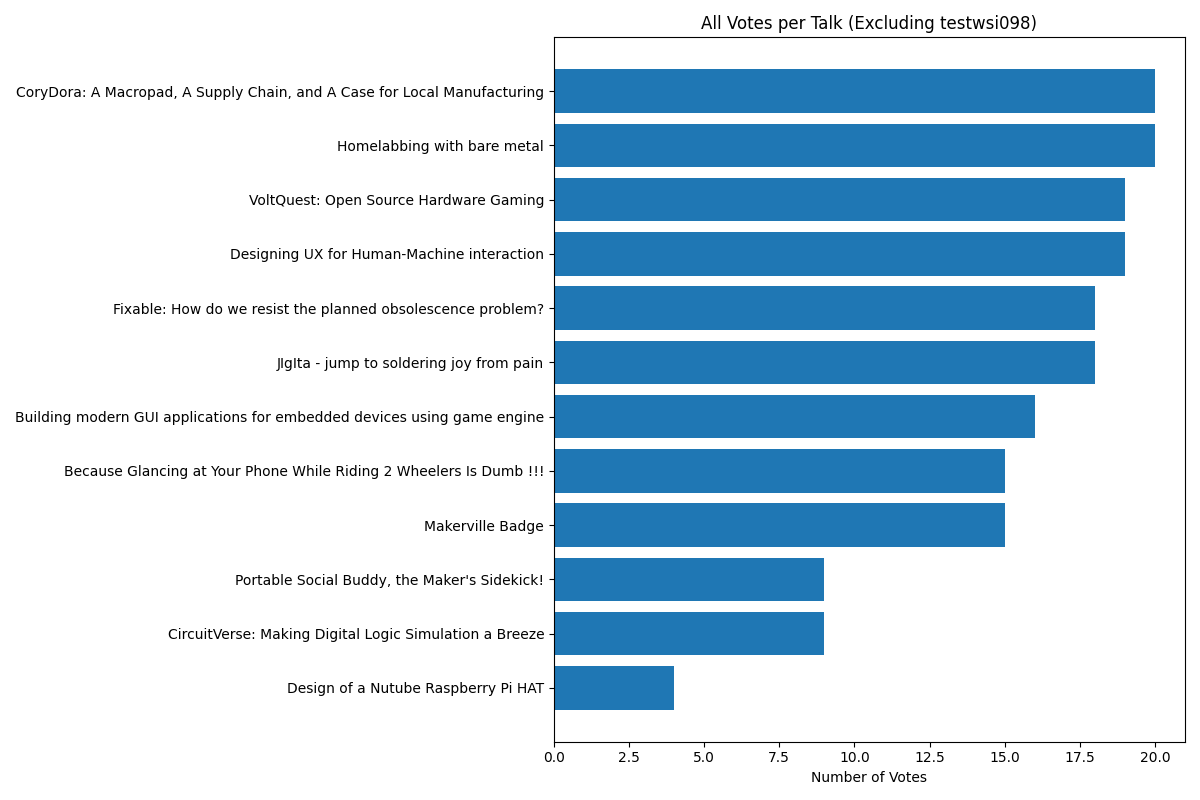 All Votes per Talk (Excluding testwsi098)
CoryDora: A Macropad, A Supply Chain, and A Case for Local Manufacturing
Homelabbing with bare metal
VoltQuest: Open Source Hardware Gaming
Designing UX for Human-Machine interaction
Fixable: How do we resist the planned obsolescence problem?
JIgIta - jump to soldering joy from pain
Building modern GUI applications for embedded devices using game engine
Because Glancing at Your Phone While Riding 2 Wheelers Is Dumb !!!
Makerville Badge
Portable Social Buddy, the Maker's Sidekick!
CircuitVerse: Making Digital Logic Simulation a Breeze
Design of a Nutube Raspberry Pi HAT
0.0 2.5 5.0 7.5 10.0 12.5 15.0 17.5 20.0
Number of Votes